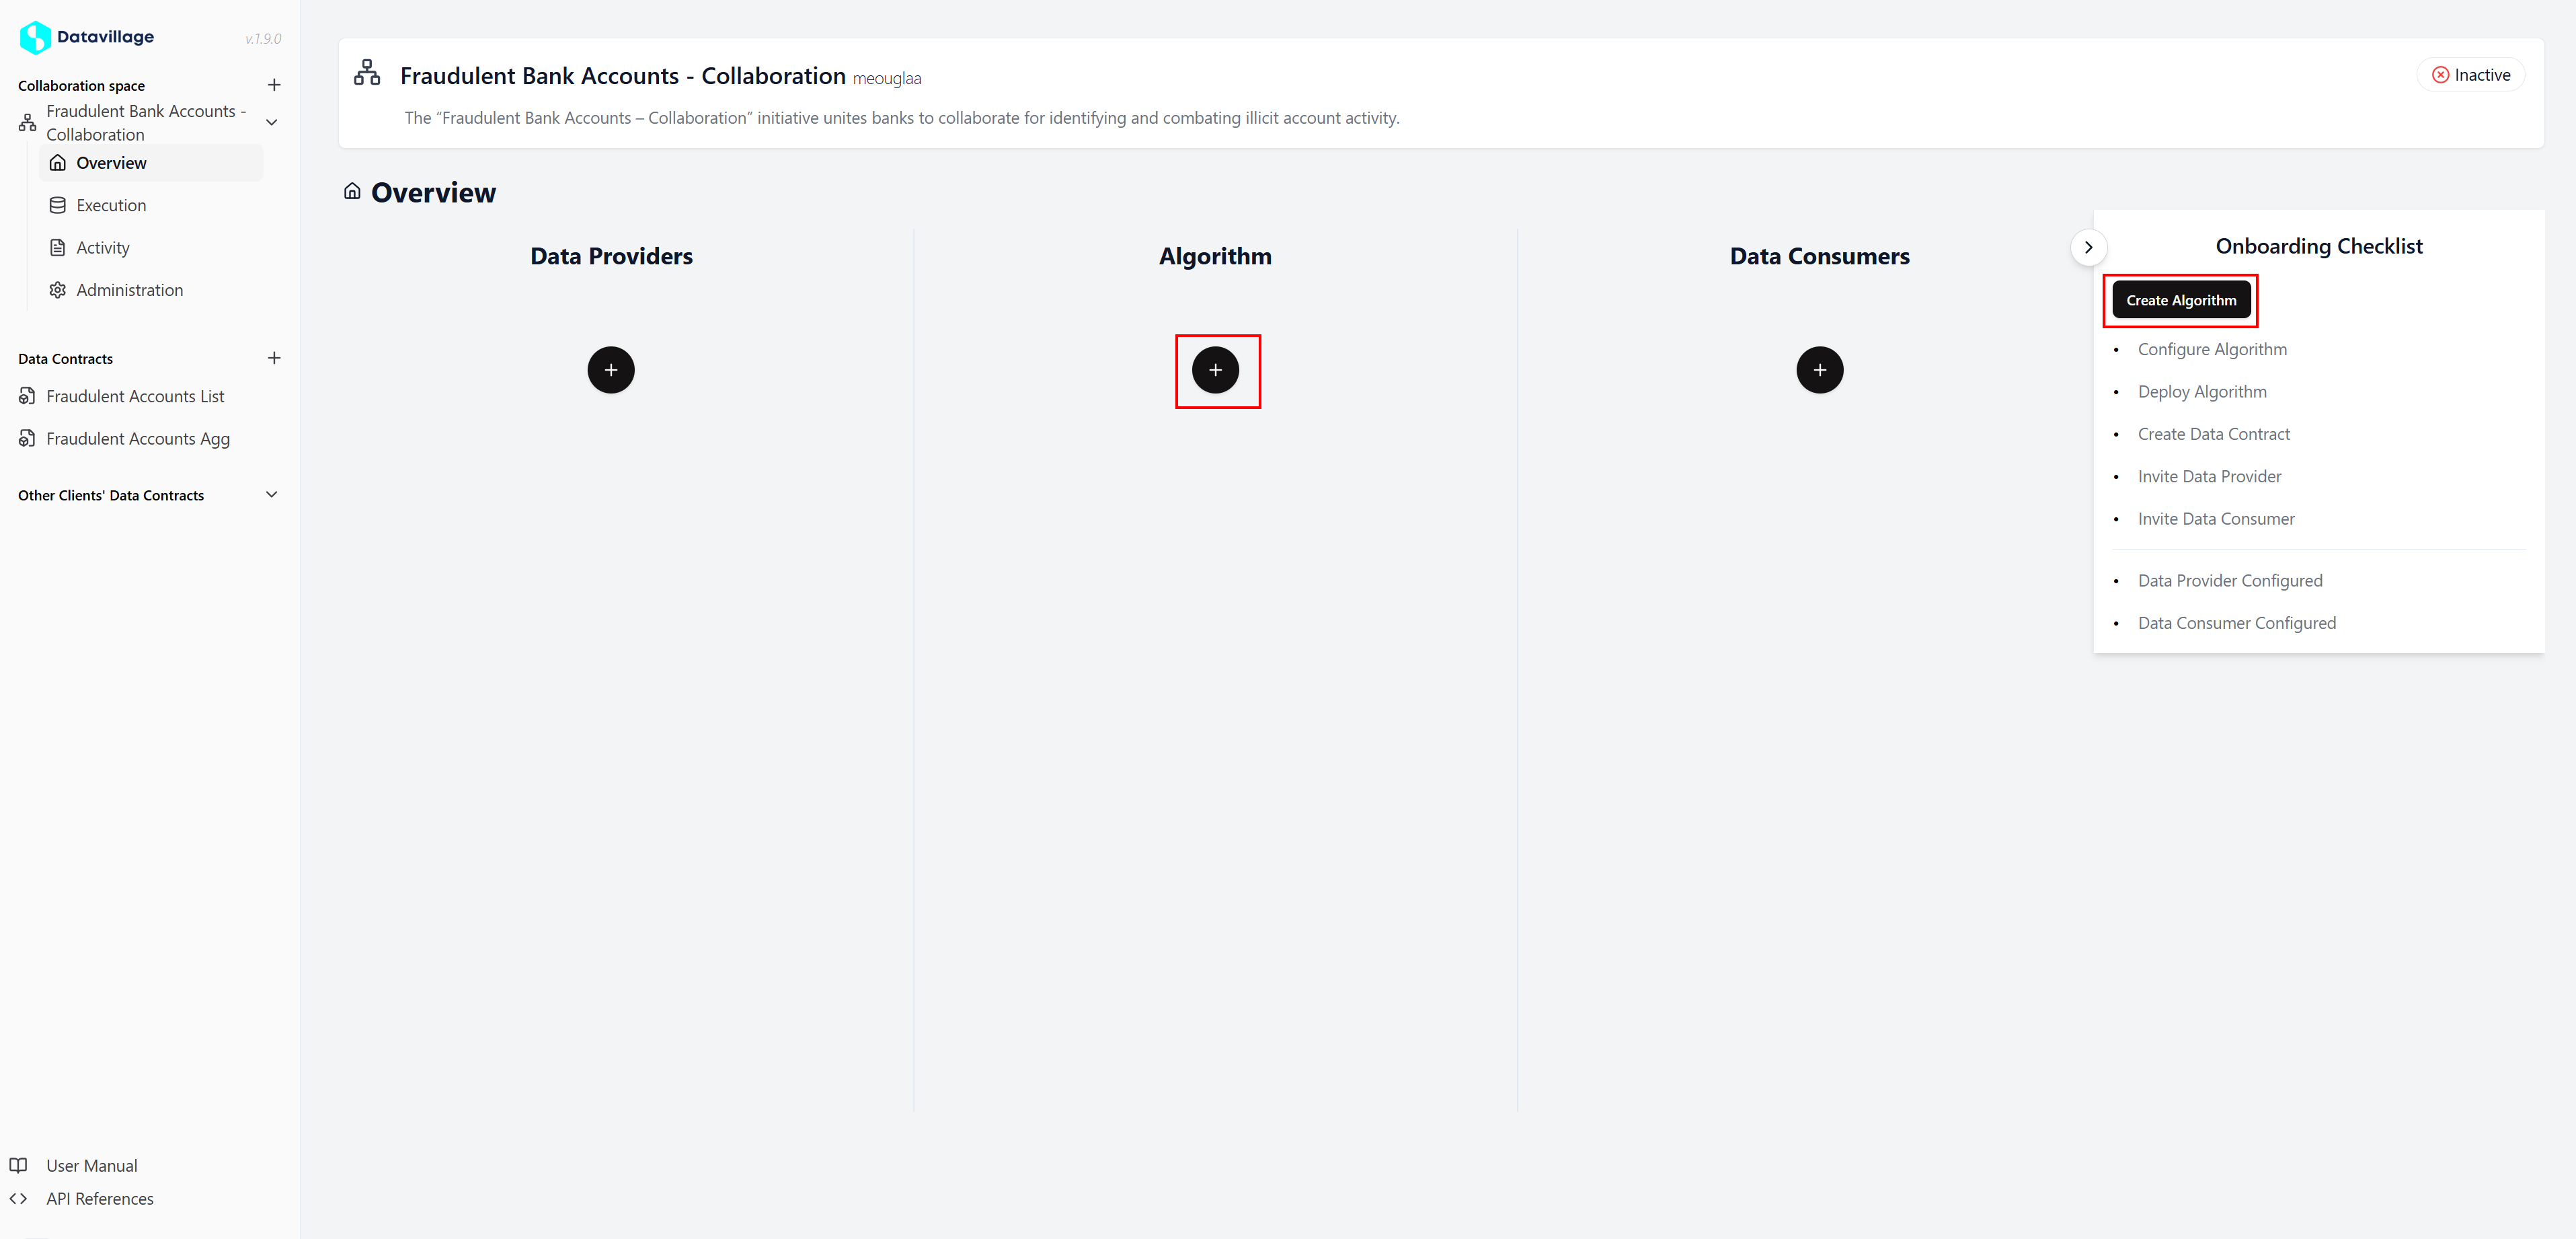 Datavillage
v.1.9.0
Collaboration space
Fraudulent Bank Accounts -
Collaboration
Overview
Execution
Activity
Administration
Data Contracts
Fraudulent Accounts List
Fraudulent Accounts Agg
Other Clients' Data Contracts
User Manual
API References
Fraudulent Bank Accounts - Collaboration meouglaa
Inactive
The “Fraudulent Bank Accounts – Collaboration” initiative unites banks to collaborate for identifying and combating illicit account activity.
Overview
Data Providers
Algorithm
Data Consumers
Onboarding Checklist
Create Algorithm
Configure Algorithm
Deploy Algorithm
Create Data Contract
Invite Data Provider
Invite Data Consumer
Data Provider Configured
Data Consumer Configured